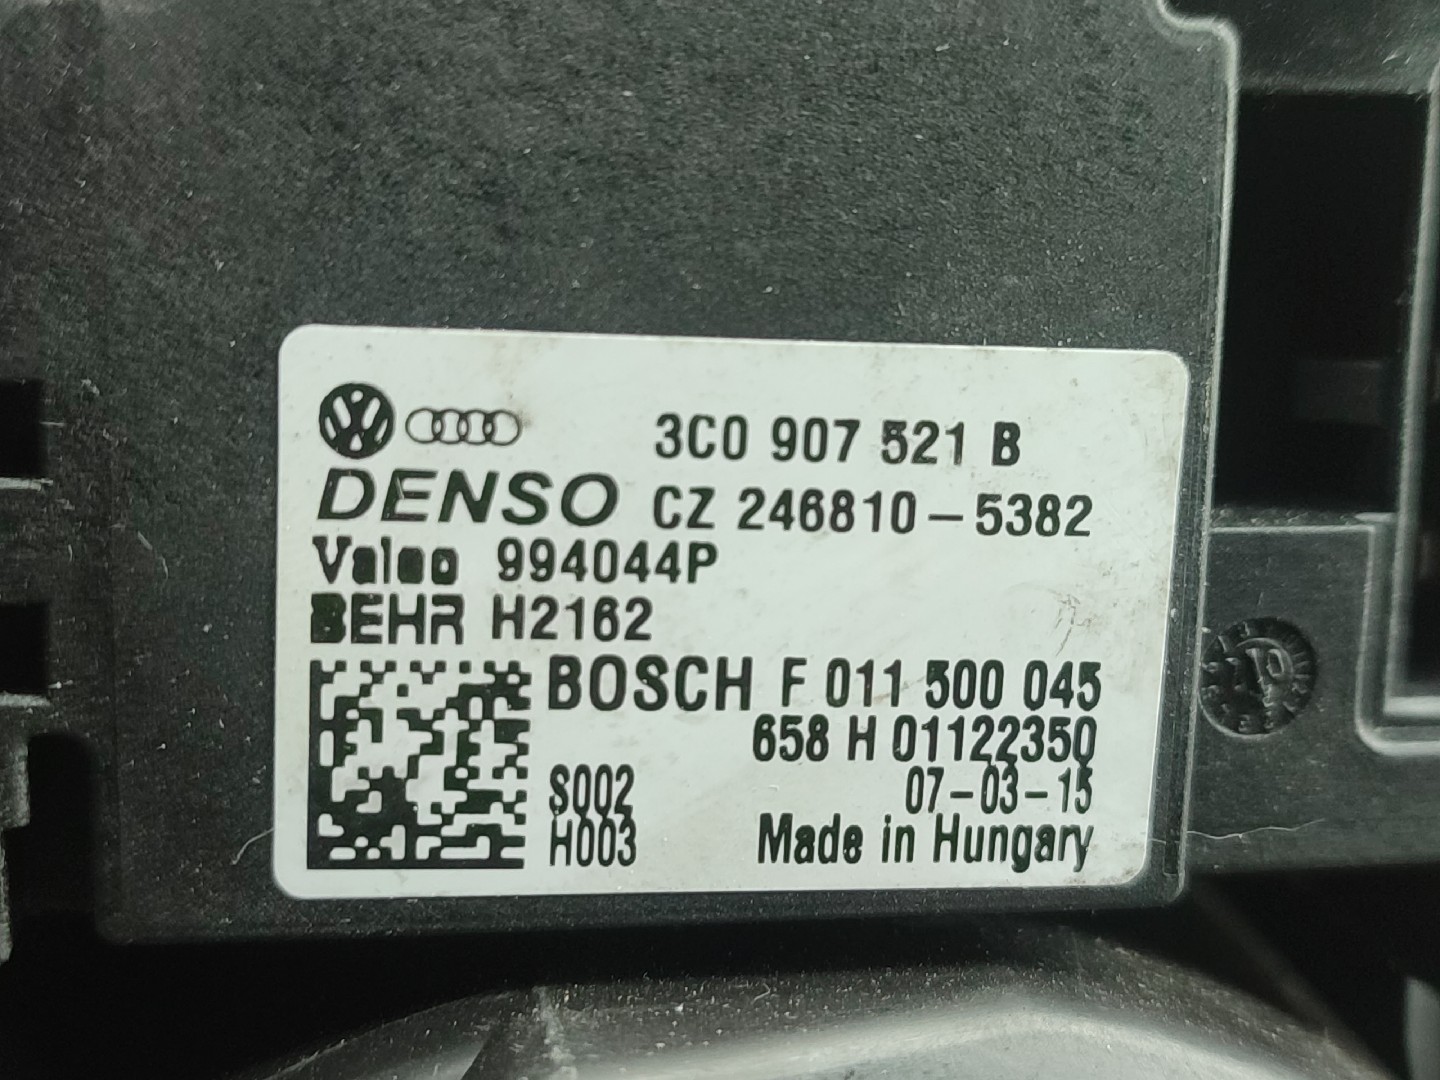 3C0 907 521 B
DENSO CZ 246810-5382
Valeo 994044P
BEHR H2162
BOSCH F 011 500 045
658 H 01122350
S002 07-03-15
H003 Made in Hungary